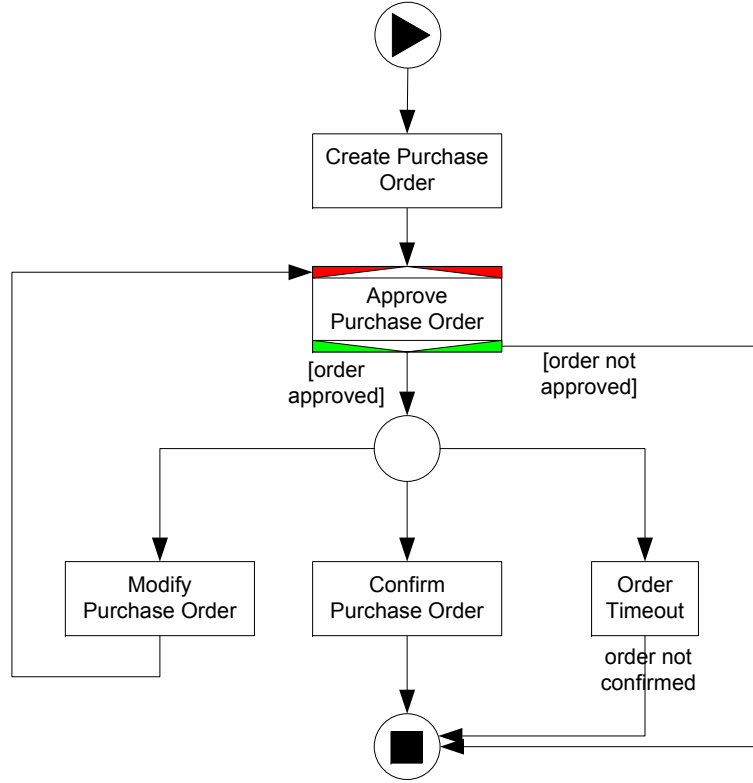 Create Purchase
Order
Approve
Purchase Order
[order
approved]
[order not
approved]
Modify
Purchase Order
Confirm
Purchase Order
Order
Timeout
order not
confirmed